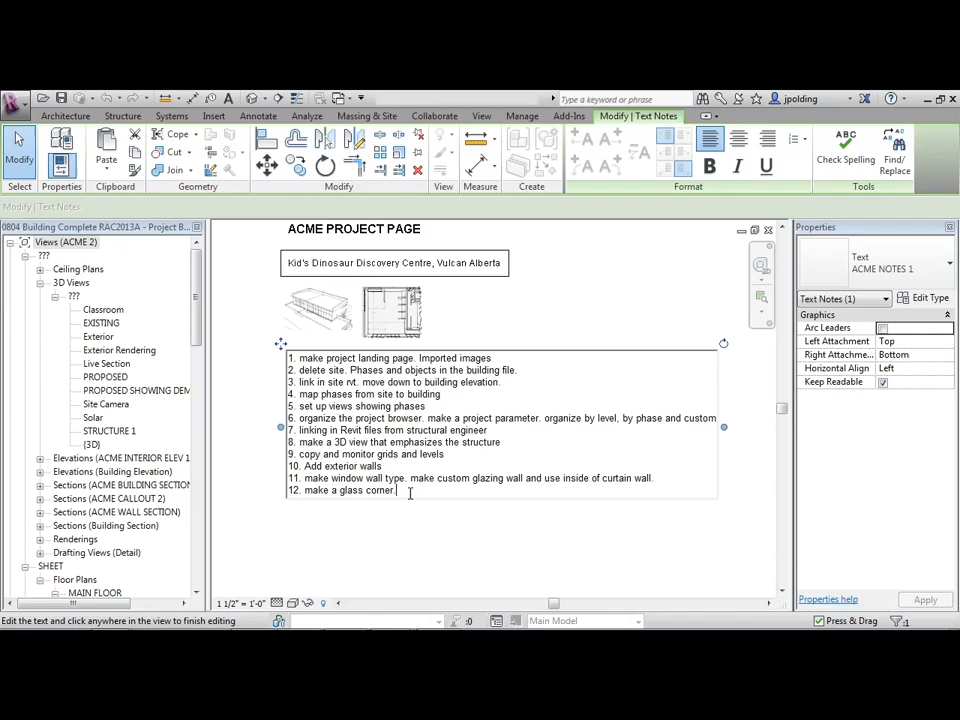 Type a keyword or phrase
jpolding
Architecture Structure Systems Insert Annotate Analyze Massing & Site Collaborate View Manage Add-Ins Modify | Text Notes
Modify
Paste
Cope
Cut
Join
ABC
Check Spelling
Find/
Replace
Select Properties Clipboard Geometry Modify View Measure Create Format Tools
Modify | Text Notes
0804 Building Complete RAC2013A - Project B...
Views (ACME 2)
???
Ceiling Plans
3D Views
???
Classroom
EXISTING
Exterior
Exterior Rendering
Live Section
PROPOSED
PROPOSED SHOWING DEM
Site Camera
Solar
STRUCTURE 1
{3D}
Elevations (ACME INTERIOR ELEV 1
Elevations (Building Elevation)
Sections (ACME BUILDING SECTION
Sections (ACME CALLOUT 2)
Sections (ACME WALL SECTION)
Sections (Building Section)
Renderings
Drafting Views (Detail)
SHEET
Floor Plans
MAIN FLOOR
ACME PROJECT PAGE
Kid's Dinosaur Discovery Centre, Vulcan Alberta
1. make project landing page. Imported images
2. delete site. Phases and objects in the building file.
3. link in site rvt. move down to building elevation.
4. map phases from site to building
5. set up views showing phases
6. organize the project browser. make a project parameter. organize by level, by phase and custom
7. linking in Revit files from structural engineer
8. make a 3D view that emphasizes the structure
9. copy and monitor grids and levels
10. Add exterior walls
11. make window wall type. make custom glazing wall and use inside of curtain wall.
12. make a glass corner.
1 1/2" = 1'-0"
Properties
Text
ACME NOTES 1
Text Notes (1)
Edit Type
Graphics
Arc Leaders
Left Attachment Top
Right Attachme... Bottom
Horizontal Align Left
Keep Readable
Properties help
Apply
Edit the text and click anywhere in the view to finish editing
:0
Main Model
Press & Drag
:1